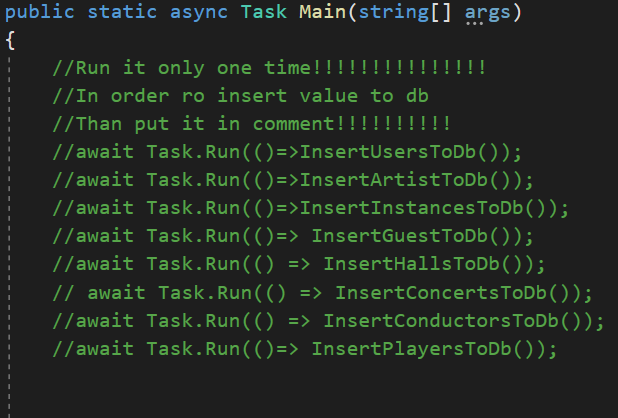 public static async Task Main(string[] args)
{
//Run it only one time!!!!!!!!!!!!!!!
//In order ro insert value to db
//Than put it in comment!!!!!!!!!!
//await Task.Run(()=>InsertUsersToDb());
//await Task.Run(()=>InsertArtistToDb());
//await Task.Run(()=>InsertInstancesToDb());
//await Task.Run(()=> InsertGuestToDb());
//await Task.Run(() => InsertHallsToDb());
// await Task.Run(() => InsertConcertsToDb());
//await Task.Run(() => InsertConductorsToDb());
//await Task.Run(()=> InsertPlayersToDb());